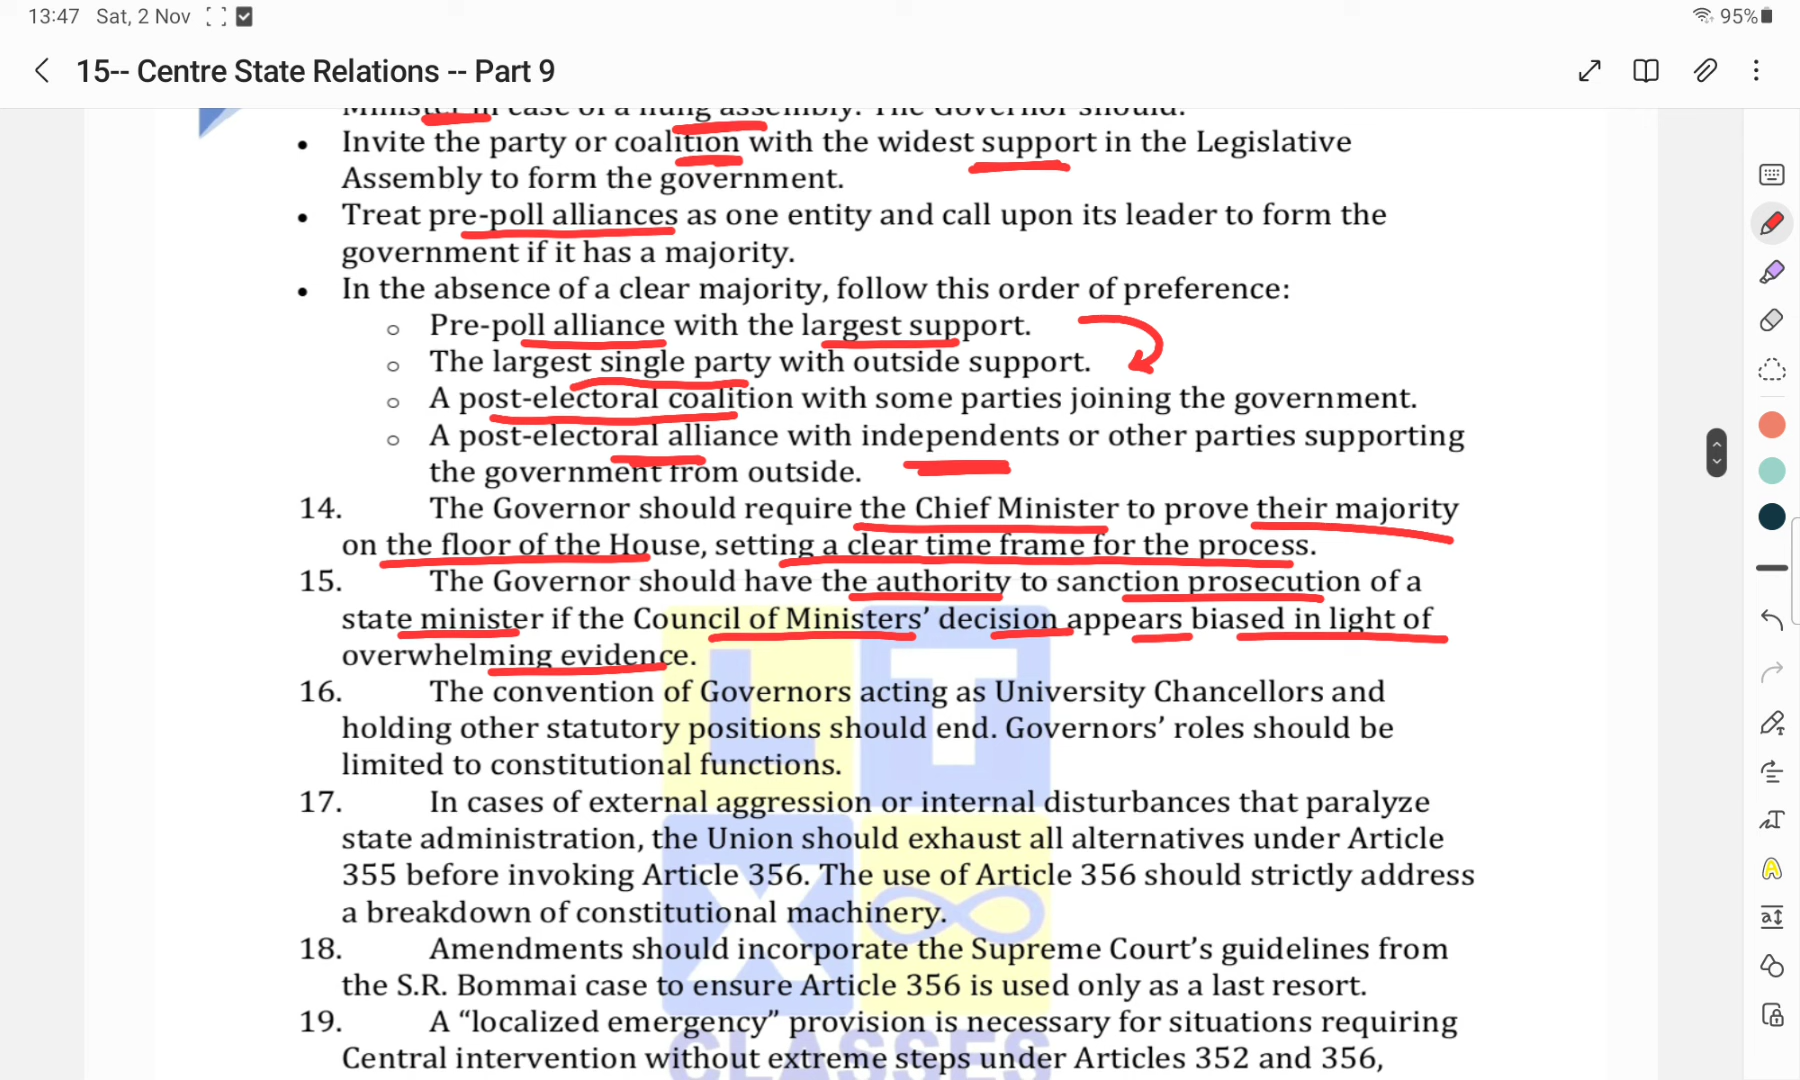 13:47 Sat, 2 Nov
95%
15-- Centre State Relations -- Part 9
Minister in case of a hung assembly. The Governor should:
• Invite the party or coalition with the widest support in the Legislative
Assembly to form the government.
• Treat pre-poll alliances as one entity and call upon its leader to form the
government if it has a majority.
• In the absence of a clear majority, follow this order of preference:
o Pre-poll alliance with the largest support.
o The largest single party with outside support.
o A post-electoral coalition with some parties joining the government.
o A post-electoral alliance with independents or other parties supporting
the government from outside.
14. The Governor should require the Chief Minister to prove their majority
on the floor of the House, setting a clear time frame for the process.
15. The Governor should have the authority to sanction prosecution of a
state minister if the Council of Ministers’ decision appears biased in light of
overwhelming evidence.
16. The convention of Governors acting as University Chancellors and
holding other statutory positions should end. Governors’ roles should be
limited to constitutional functions.
17. In cases of external aggression or internal disturbances that paralyze
state administration, the Union should exhaust all alternatives under Article
355 before invoking Article 356. The use of Article 356 should strictly address
a breakdown of constitutional machinery.
18. Amendments should incorporate the Supreme Court’s guidelines from
the S.R. Bommai case to ensure Article 356 is used only as a last resort.
19. A “localized emergency” provision is necessary for situations requiring
Central intervention without extreme steps under Articles 352 and 356,
L T
X
CLASSES